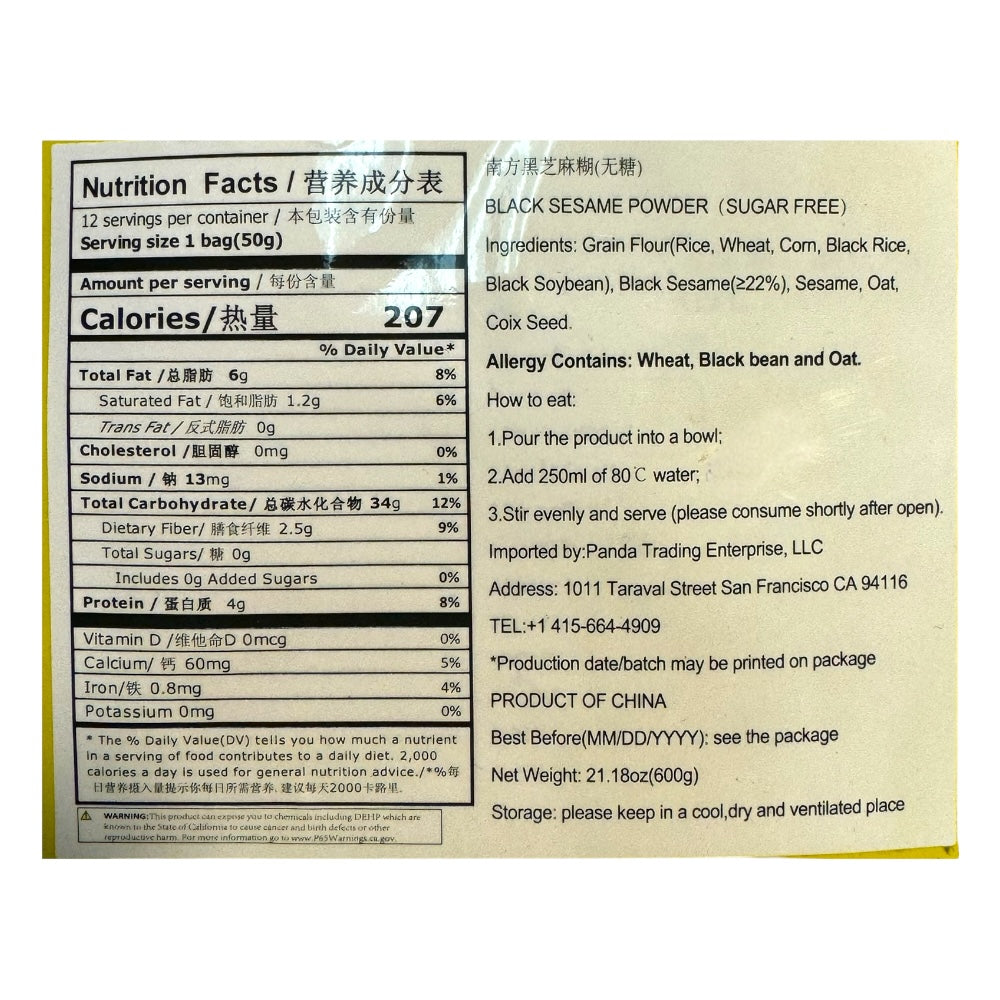 Nutrition Facts / 营养成分表
12 servings per container / 本包装含有份量
Serving size 1 bag(50g)
Amount per serving / 每份含量
Calories/热量 207
% Daily Value*
Total Fat /总脂肪 6g 8%
Saturated Fat / 饱和脂肪 1.2g 6%
Trans Fat / 反式脂肪 0g
Cholesterol /胆固醇 0mg 0%
Sodium / 钠 13mg 1%
Total Carbohydrate/ 总碳水化合物 34g 12%
Dietary Fiber/ 膳食纤维 2.5g 9%
Total Sugars/ 糖 0g
Includes 0g Added Sugars 0%
Protein / 蛋白质 4g 8%
Vitamin D /维他命D 0mcg 0%
Calcium/ 钙 60mg 5%
Iron/铁 0.8mg 4%
Potassium 0mg 0%
* The % Daily Value(DV) tells you how much a nutrient
in a serving of food contributes to a daily diet. 2,000
calories a day is used for general nutrition advice./*%每
日营养摄入量提示你每日所需营养, 建议每天2000卡路里.
WARNING:This product can expose you to chemicals including DEHP which are
known to the State of California to cause cancer and birth defects or other
reproductive harm. For more information go to www.P65Warnings.ca.gov.
南方黑芝麻糊(无糖)
BLACK SESAME POWDER（SUGAR FREE）
Ingredients: Grain Flour(Rice, Wheat, Corn, Black Rice,
Black Soybean), Black Sesame(≥22%), Sesame, Oat,
Coix Seed.
Allergy Contains: Wheat, Black bean and Oat.
How to eat:
1.Pour the product into a bowl;
2.Add 250ml of 80℃ water;
3.Stir evenly and serve (please consume shortly after open).
Imported by:Panda Trading Enterprise, LLC
Address: 1011 Taraval Street San Francisco CA 94116
TEL:+1 415-664-4909
*Production date/batch may be printed on package
PRODUCT OF CHINA
Best Before(MM/DD/YYYY): see the package
Net Weight: 21.18oz(600g)
Storage: please keep in a cool,dry and ventilated place